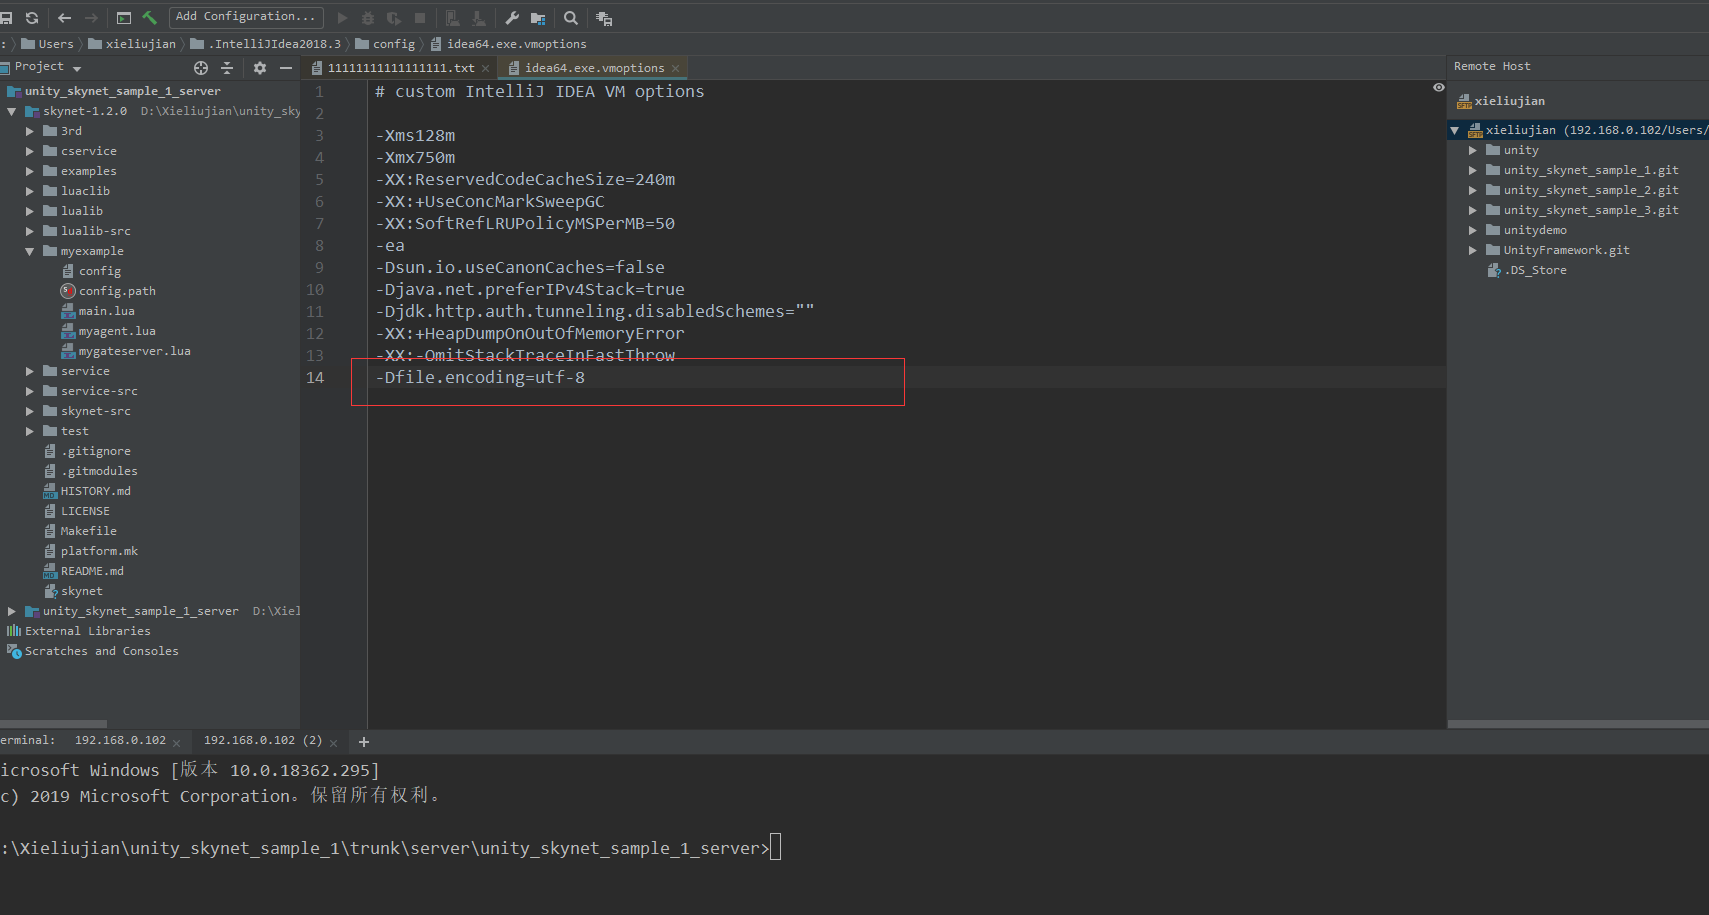 Add Configuration...
: Users xieliujian .IntelliJIdea2018.3 config idea64.exe.vmoptions
Project
11111111111111111.txt idea64.exe.vmoptions
Remote Host
unity_skynet_sample_1_server
skynet-1.2.0 D:\Xieliujian\unity_sky
3rd
cservice
examples
luaclib
lualib
lualib-src
myexample
config
config.path
main.lua
myagent.lua
mygateserver.lua
service
service-src
skynet-src
test
.gitignore
.gitmodules
HISTORY.md
LICENSE
Makefile
platform.mk
README.md
skynet
unity_skynet_sample_1_server D:\Xiel
External Libraries
Scratches and Consoles
1 # custom IntelliJ IDEA VM options
2
3 -Xms128m
4 -Xmx750m
5 -XX:ReservedCodeCacheSize=240m
6 -XX:+UseConcMarkSweepGC
7 -XX:SoftRefLRUPolicyMSPerMB=50
8 -ea
9 -Dsun.io.useCanonCaches=false
10 -Djava.net.preferIPv4Stack=true
11 -Djdk.http.auth.tunneling.disabledSchemes=""
12 -XX:+HeapDumpOnOutOfMemoryError
13 -XX:-OmitStackTraceInFastThrow
14 -Dfile.encoding=utf-8
xieliujian
xieliujian (192.168.0.102/Users/
unity
unity_skynet_sample_1.git
unity_skynet_sample_2.git
unity_skynet_sample_3.git
unitydemo
UnityFramework.git
.DS_Store
erminal: 192.168.0.102 192.168.0.102 (2)
icrosoft Windows [版本 10.0.18362.295]
c) 2019 Microsoft Corporation。保留所有权利。
:\Xieliujian\unity_skynet_sample_1\trunk\server\unity_skynet_sample_1_server>